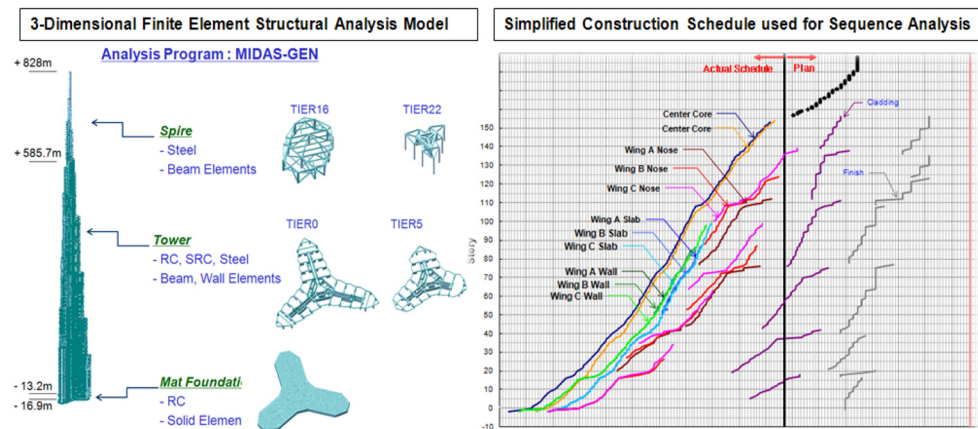 3-Dimensional Finite Element Structural Analysis Model
Analysis Program : MIDAS-GEN
+ 828m
Spire
- Steel
- Beam Elements
TIER16
TIER22
+585.7m
Tower
- RC, SRC, Steel
- Beam, Wall Elements
TIER0
TIER5
- 13.2m
- 16.9m
Mat Foundati
- RC
- Solid Elemen
Simplified Construction Schedule used for Sequence Analysis
Actual Schedule
Plan
Center Core
Center Core
Wing A Nose
Wing B Nose
Wing C Nose
Wing A Slab
Wing B Slab
Wing C Slab
Wing A Wall
Wing B Wall
Wing C Wall
Cladding
Finish
Story
150
140
130
120
110
100
90
80
70
60
50
40
30
20
10
0
-10